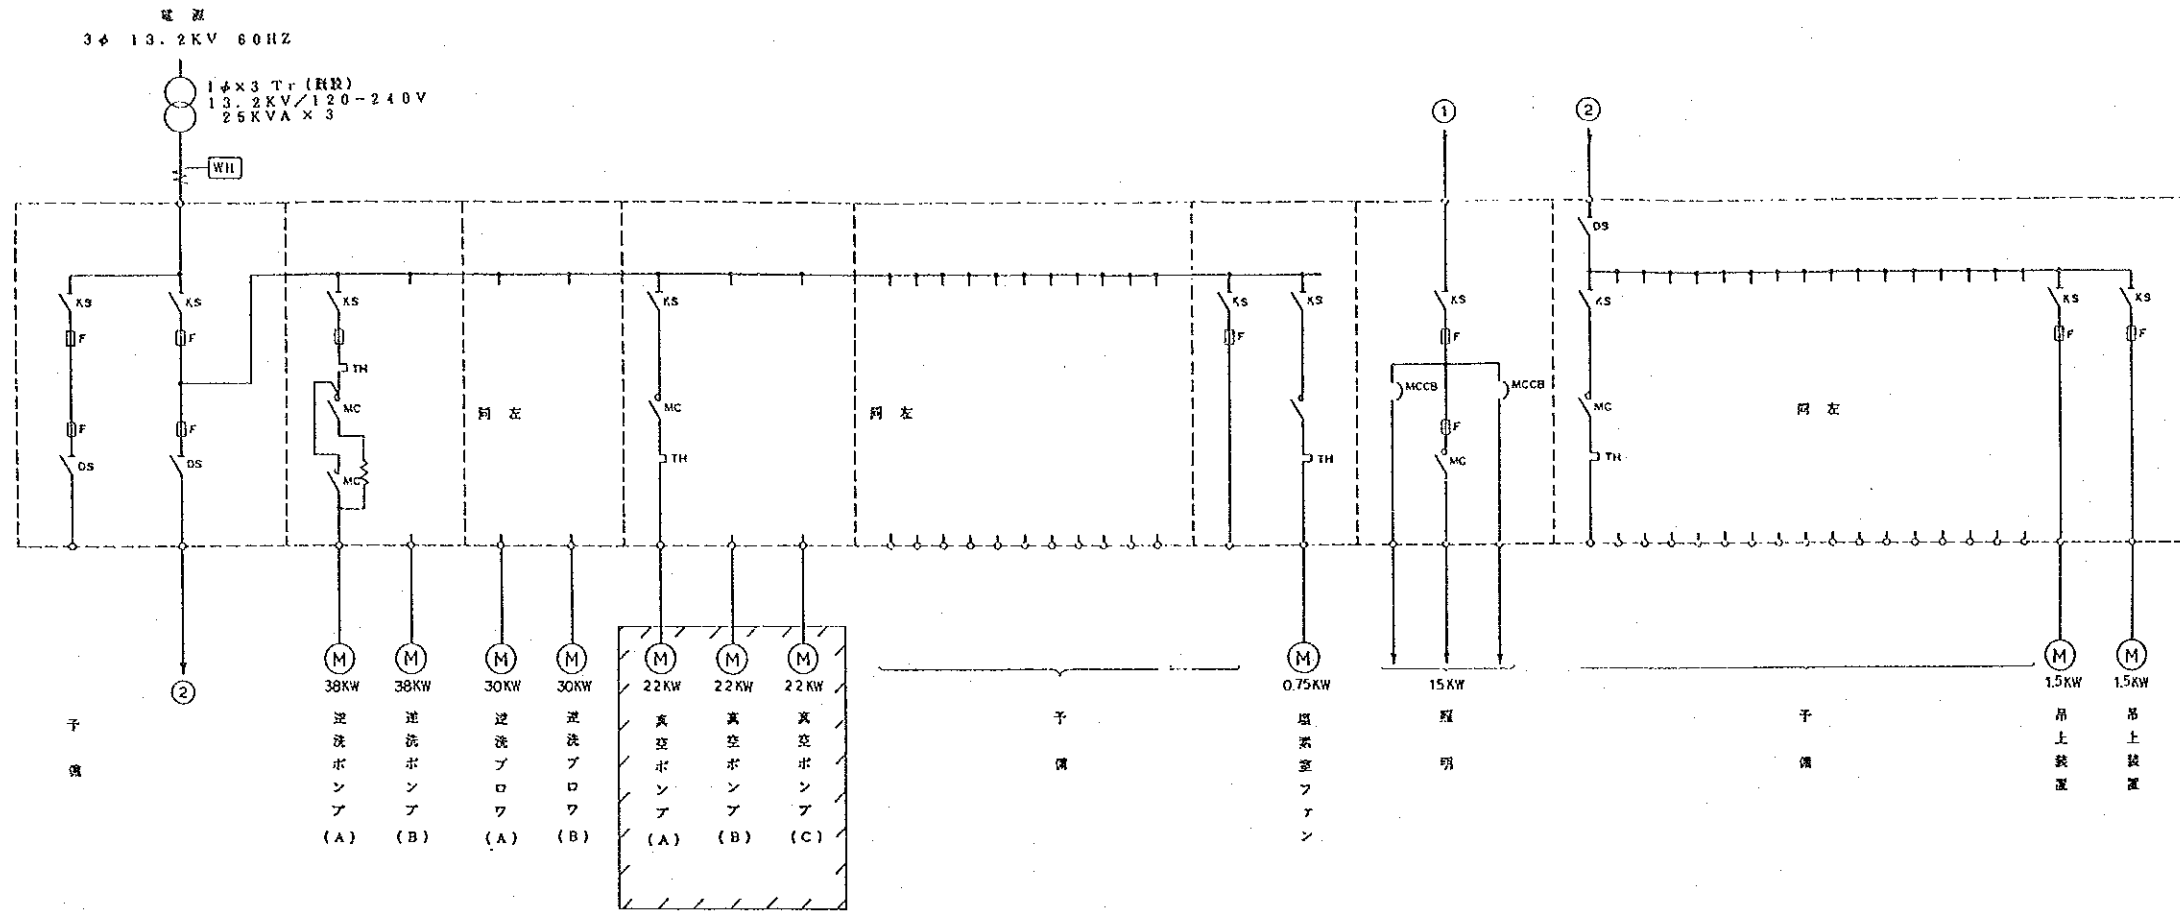 電源
3φ 13.2KV 60HZ
1φ×3 Tr (既設)
13.2KV/120-240V
25KVA × 3
WH
①
②
DS
KS
KS
KS
KS
KS
KS
KS
KS
KS
KS
F
F
F
F
F
F
TH
MCCB
MCCB
MC
同左
MC
同左
MC
同左
F
F
F
DS
DS
TH
TH
MC
TH
MC
M
M
M
M
M
M
M
M
M
M
38KW
38KW
30KW
30KW
22KW
22KW
22KW
0.75KW
15KW
1.5KW
1.5KW
②
予備
逆洗ポンプ(A)
逆洗ポンプ(B)
逆洗ブロワ(A)
逆洗ブロワ(B)
真空ポンプ(A)
真空ポンプ(B)
真空ポンプ(C)
予備
塩素室ファン
照明
予備
吊上装置
吊上装置